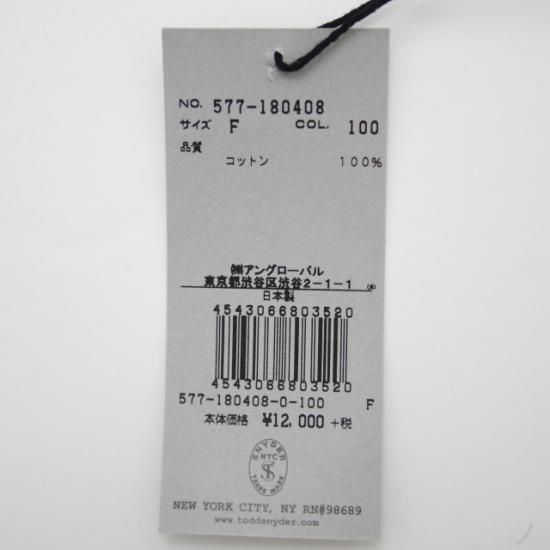 NO. 577-180408
サイズ F COL. 100
品質
コットン 100%
㈱アングローバル
東京都渋谷区渋谷2-1-1
日本製
4543066803520
4543066803520
577-180408-0-100 F
本体価格 ¥12,000 +税
SNYDER
NYC
TS
TRADE MARK
NEW YORK CITY, NY RN#98689
www.toddsnyder.com